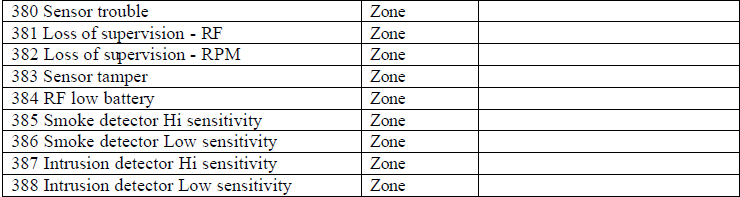 380 Sensor trouble Zone
381 Loss of supervision - RF Zone
382 Loss of supervision - RPM Zone
383 Sensor tamper Zone
384 RF low battery Zone
385 Smoke detector Hi sensitivity Zone
386 Smoke detector Low sensitivity Zone
387 Intrusion detector Hi sensitivity Zone
388 Intrusion detector Low sensitivity Zone